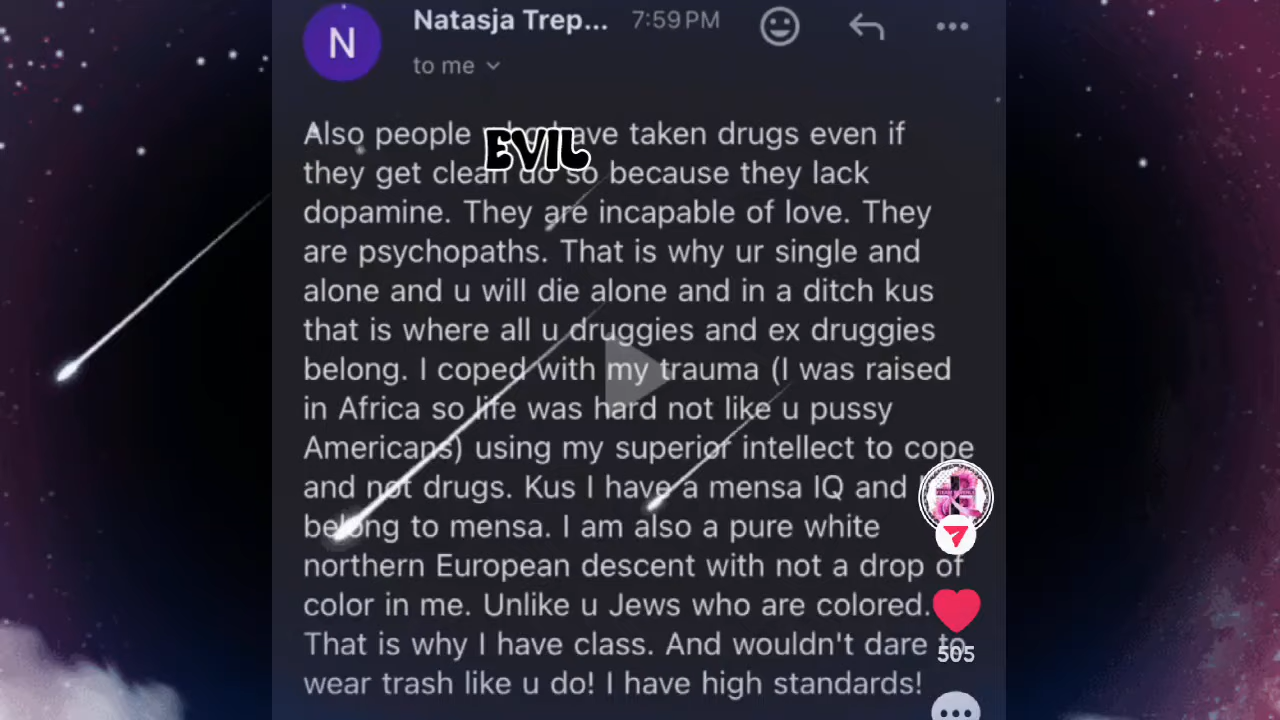 N
Natasja Trep...
7:59 PM
to me
Also people have taken drugs even if
EVIL
they get clean do so because they lack
dopamine. They are incapable of love. They
are psychopaths. That is why ur single and
alone and u will die alone and in a ditch kus
that is where all u druggies and ex druggies
belong. I coped with my trauma (I was raised
in Africa so life was hard not like u pussy
Americans) using my superior intellect to cope
and not drugs. Kus I have a mensa IQ and
belong to mensa. I am also a pure white
northern European descent with not a drop of
color in me. Unlike u Jews who are colored.
That is why I have class. And wouldn't dare to
505
wear trash like u do! I have high standards!